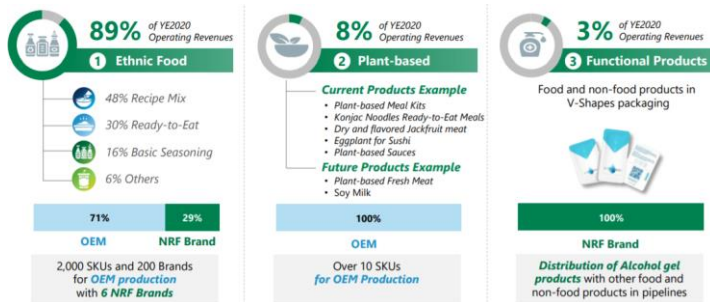 89%
of YE2020
Operating Revenues
1 Ethnic Food
48% Recipe Mix
30% Ready-to-Eat
16% Basic Seasoning
6% Others
71%
29%
OEM
NRF Brand
2,000 SKUs and 200 Brands
for OEM production
with 6 NRF Brands
8%
of YE2020
Operating Revenues
2 Plant-based
Current Products Example
• Plant-based Meal Kits
• Konjac Noodles Ready-to-Eat Meals
• Dry and flavored Jackfruit meat
• Eggplant for Sushi
• Plant-based Sauces
Future Products Example
• Plant-based Fresh Meat
• Soy Milk
100%
OEM
Over 10 SKUs
for OEM Production
3%
of YE2020
Operating Revenues
3 Functional Products
Food and non-food products in
V-Shapes packaging
100%
NRF Brand
Distribution of Alcohol gel
products with other food and
non-food products in pipelines